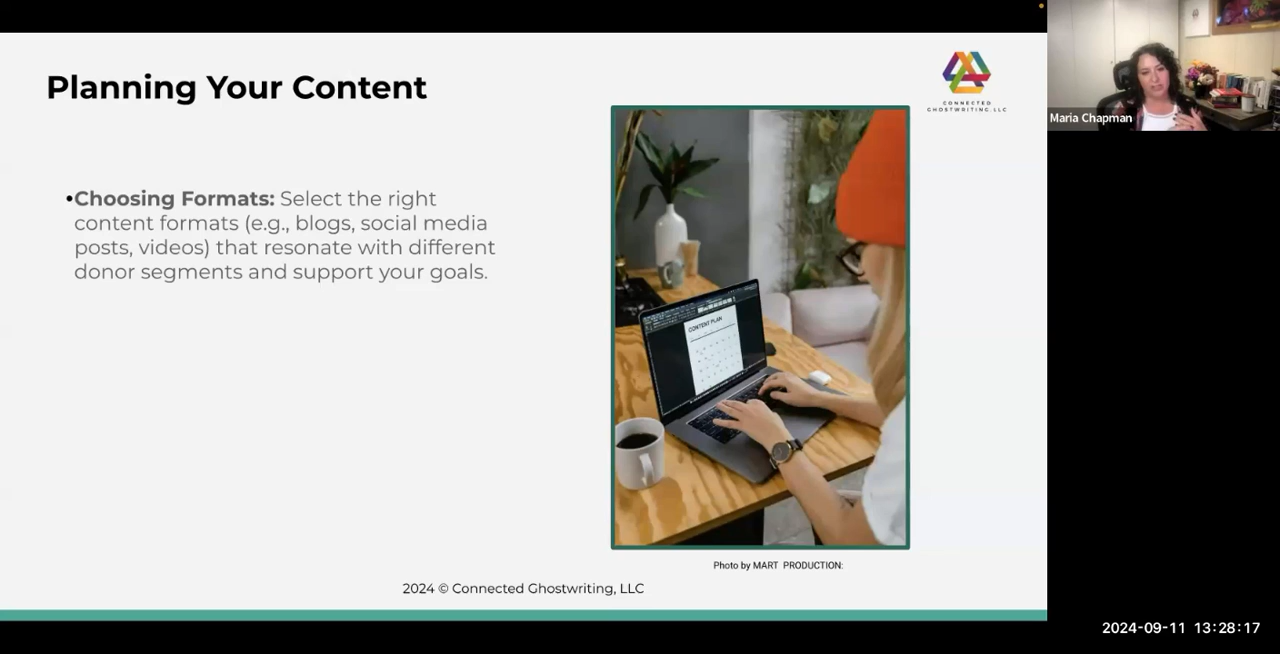 Planning Your Content
CONNECTED
GHOSTWRITING, LLC
Maria Chapman
•Choosing Formats: Select the right
content formats (e.g., blogs, social media
posts, videos) that resonate with different
donor segments and support your goals.
CONTENT PLAN
Photo by MART PRODUCTION:
2024 © Connected Ghostwriting, LLC
2024-09-11 13:28:17